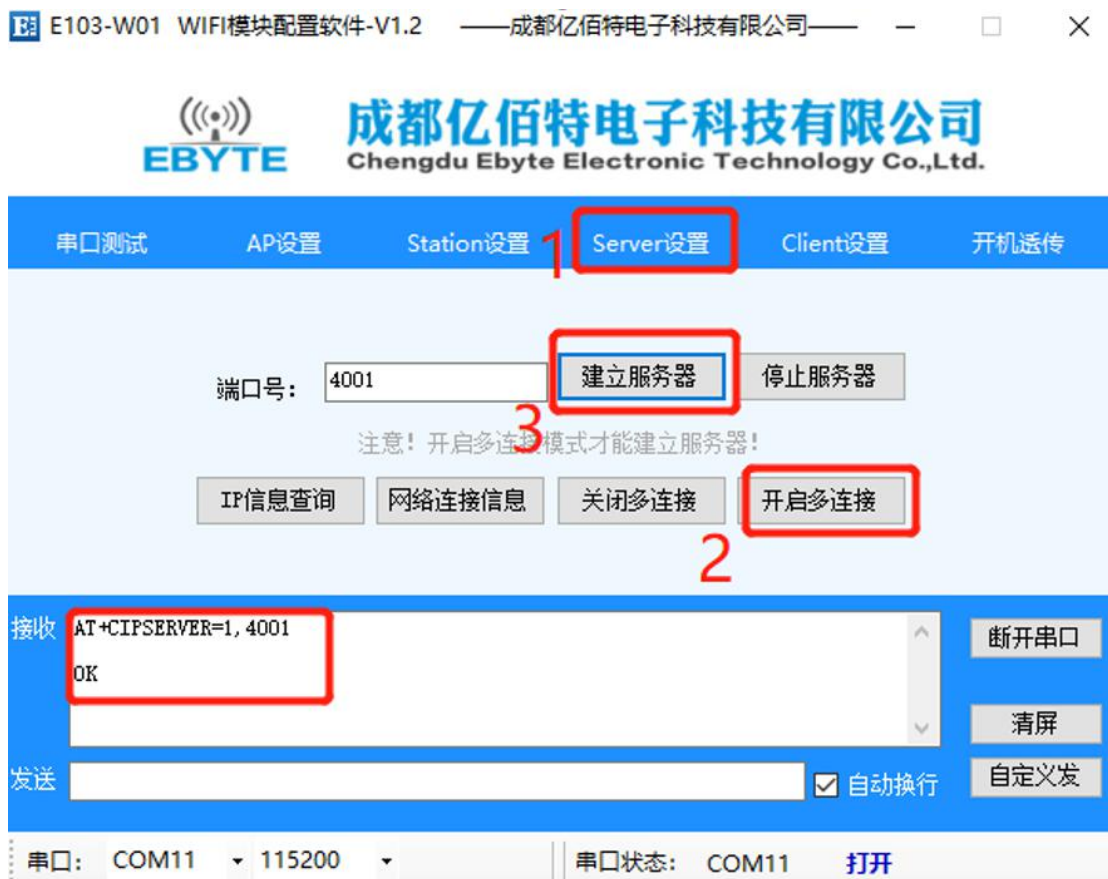 E103-W01 WIFI模块配置软件-V1.2 ——成都亿佰特电子科技有限公司——
EBYTE
成都亿佰特电子科技有限公司
Chengdu Ebyte Electronic Technology Co.,Ltd.
串口测试 AP设置 Station设置 1 Server设置 Client设置 开机透传
端口号: 4001 建立服务器 停止服务器
3
注意! 开启多连接模式才能建立服务器!
IP信息查询 网络连接信息 关闭多连接 开启多连接
2
接收 AT+CIPSERVER=1,4001
OK
断开串口
清屏
发送 自动换行 自定义发
串口: COM11 115200 串口状态: COM11 打开